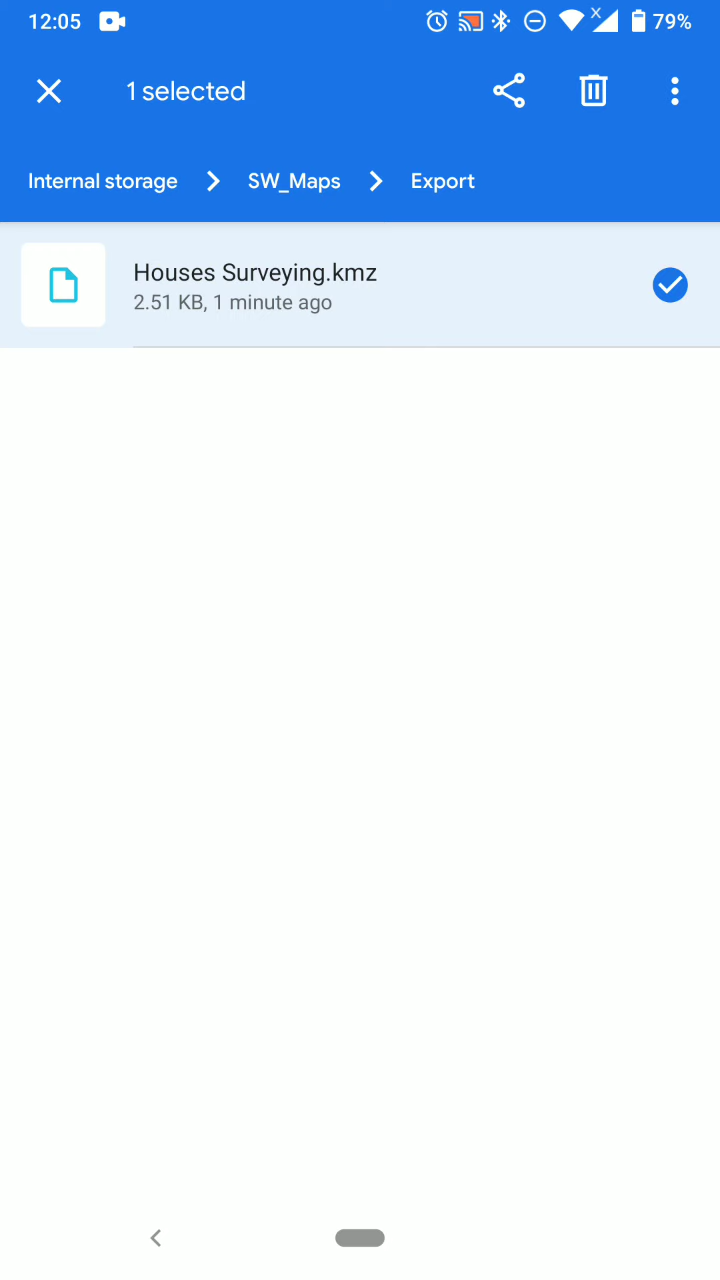 12:05 79%
1 selected
Internal storage SW_Maps Export
Houses Surveying.kmz
2.51 KB, 1 minute ago